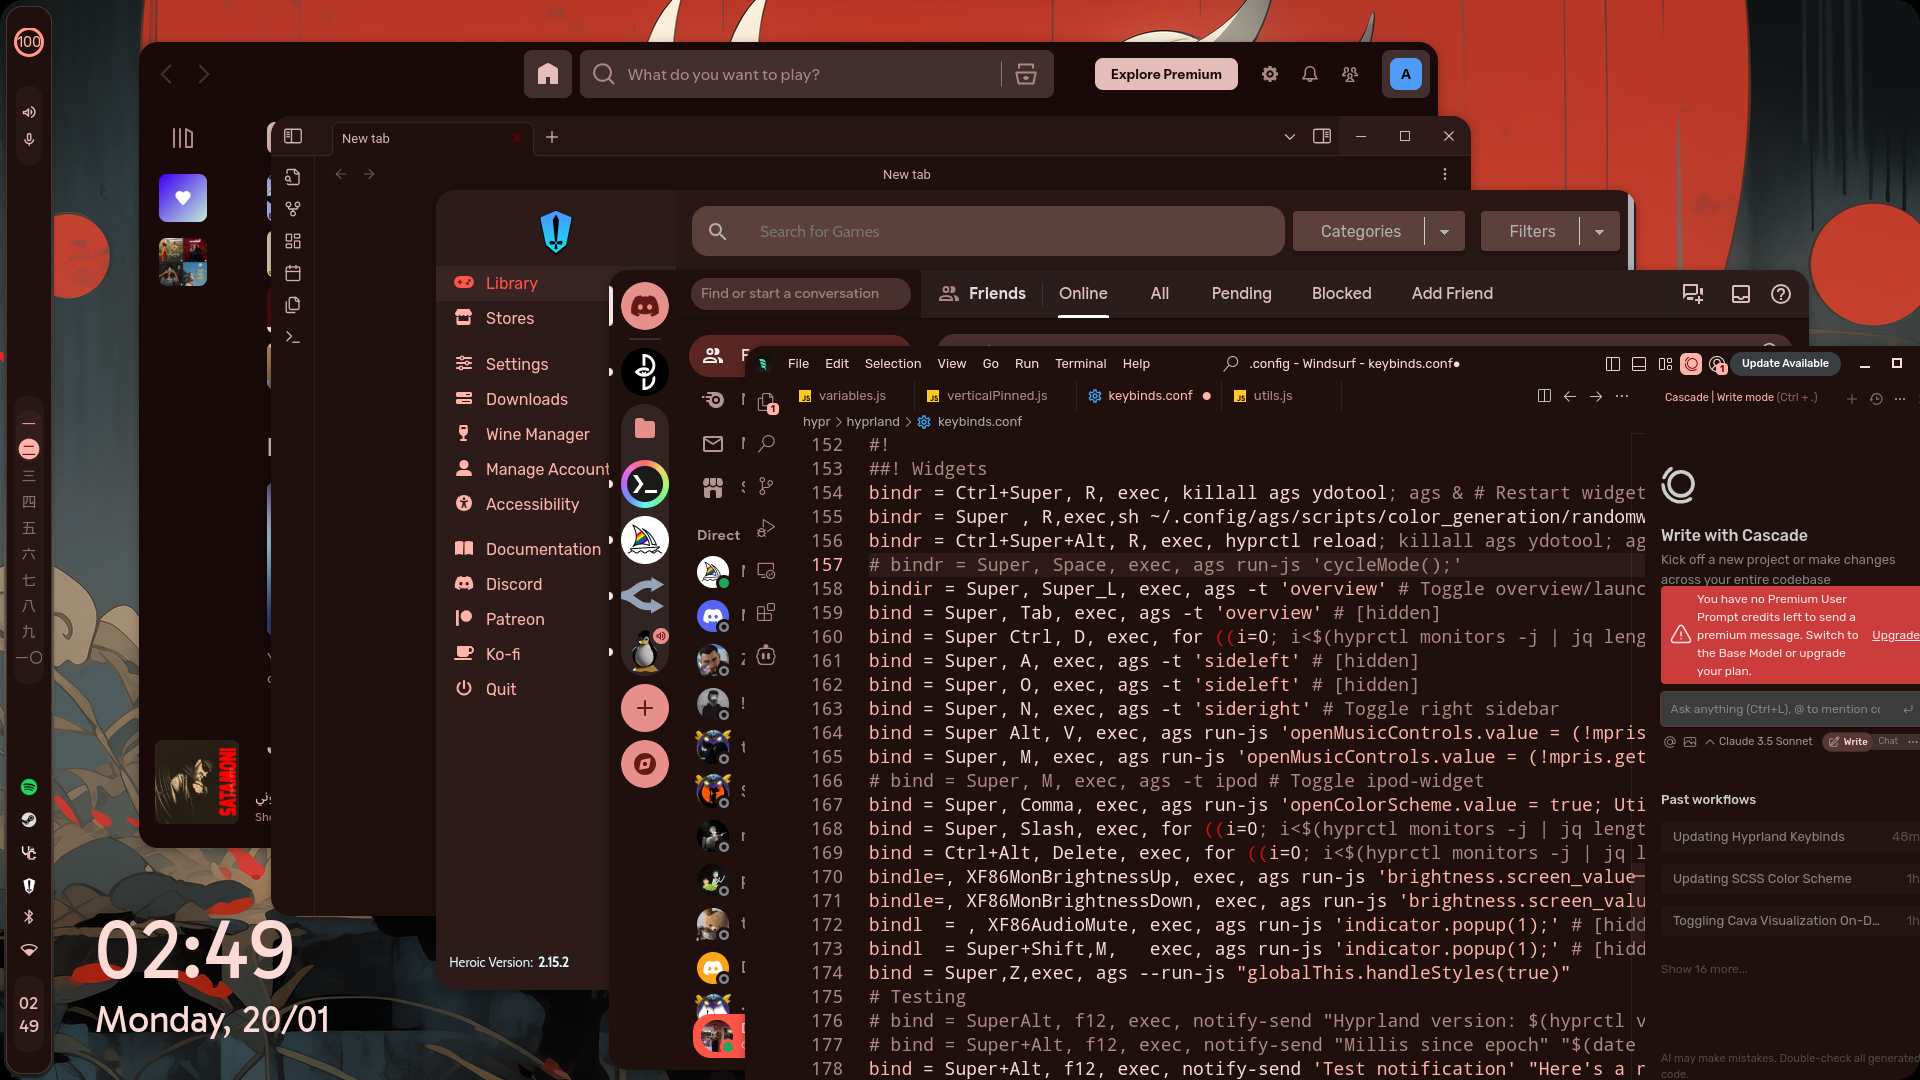 100
一
二
三
四
五
六
七
八
九
一〇
02
49
02:49
Monday, 20/01
What do you want to play?
Explore Premium
A
SATAMONI
New tab
New tab
Search for Games
Categories
Filters
Library
Stores
Settings
Downloads
Wine Manager
Manage Account
Accessibility
Documentation
Discord
Patreon
Ko-fi
Quit
Heroic Version: 2.15.2
Find or start a conversation
Friends
Online
All
Pending
Blocked
Add Friend
Direct
File Edit Selection View Go Run Terminal Help
.config - Windsurf - keybinds.conf●
Update Available
variables.js
verticalPinned.js
keybinds.conf
utils.js
hypr > hyprland > keybinds.conf
152 #!
153 ##! Widgets
154 bindr = Ctrl+Super, R, exec, killall ags ydotool; ags & # Restart widget
155 bindr = Super , R,exec,sh ~/.config/ags/scripts/color_generation/randomw
156 bindr = Ctrl+Super+Alt, R, exec, hyprctl reload; killall ags ydotool; ag
157 # bindr = Super, Space, exec, ags run-js 'cycleMode();'
158 bindir = Super, Super_L, exec, ags -t 'overview' # Toggle overview/launc
159 bind = Super, Tab, exec, ags -t 'overview' # [hidden]
160 bind = Super Ctrl, D, exec, for ((i=0; i<$(hyprctl monitors -j | jq leng
161 bind = Super, A, exec, ags -t 'sideleft' # [hidden]
162 bind = Super, O, exec, ags -t 'sideleft' # [hidden]
163 bind = Super, N, exec, ags -t 'sideright' # Toggle right sidebar
164 bind = Super Alt, V, exec, ags run-js 'openMusicControls.value = (!mpris
165 bind = Super, M, exec, ags run-js 'openMusicControls.value = (!mpris.get
166 # bind = Super, M, exec, ags -t ipod # Toggle ipod-widget
167 bind = Super, Comma, exec, ags run-js 'openColorScheme.value = true; Uti
168 bind = Super, Slash, exec, for ((i=0; i<$(hyprctl monitors -j | jq lengt
169 bind = Ctrl+Alt, Delete, exec, for ((i=0; i<$(hyprctl monitors -j | jq l
170 bindle=, XF86MonBrightnessUp, exec, ags run-js 'brightness.screen_value
171 bindle=, XF86MonBrightnessDown, exec, ags run-js 'brightness.screen_valu
172 bindl  = , XF86AudioMute, exec, ags run-js 'indicator.popup(1);' # [hidd
173 bindl  = Super+Shift,M,   exec, ags run-js 'indicator.popup(1);' # [hidd
174 bind = Super,Z,exec, ags --run-js "globalThis.handleStyles(true)"
175 # Testing
176 # bind = SuperAlt, f12, exec, notify-send "Hyprland version: $(hyprctl v
177 # bind = Super+Alt, f12, exec, notify-send "Millis since epoch" "$(date
178 bind = Super+Alt, f12, exec, notify-send 'Test notification' "Here's a r
Cascade | Write mode (Ctrl + .)
Write with Cascade
Kick off a new project or make changes
across your entire codebase
You have no Premium User
Prompt credits left to send a
premium message. Switch to
the Base Model or upgrade
your plan.
Upgrade
Ask anything (Ctrl+L), @ to mention cc
Claude 3.5 Sonnet
Write
Chat
Past workflows
Updating Hyprland Keybinds 48m
Updating SCSS Color Scheme 1h
Toggling Cava Visualization On-D... 1h
Show 16 more...
AI may make mistakes. Double-check all generated
code.